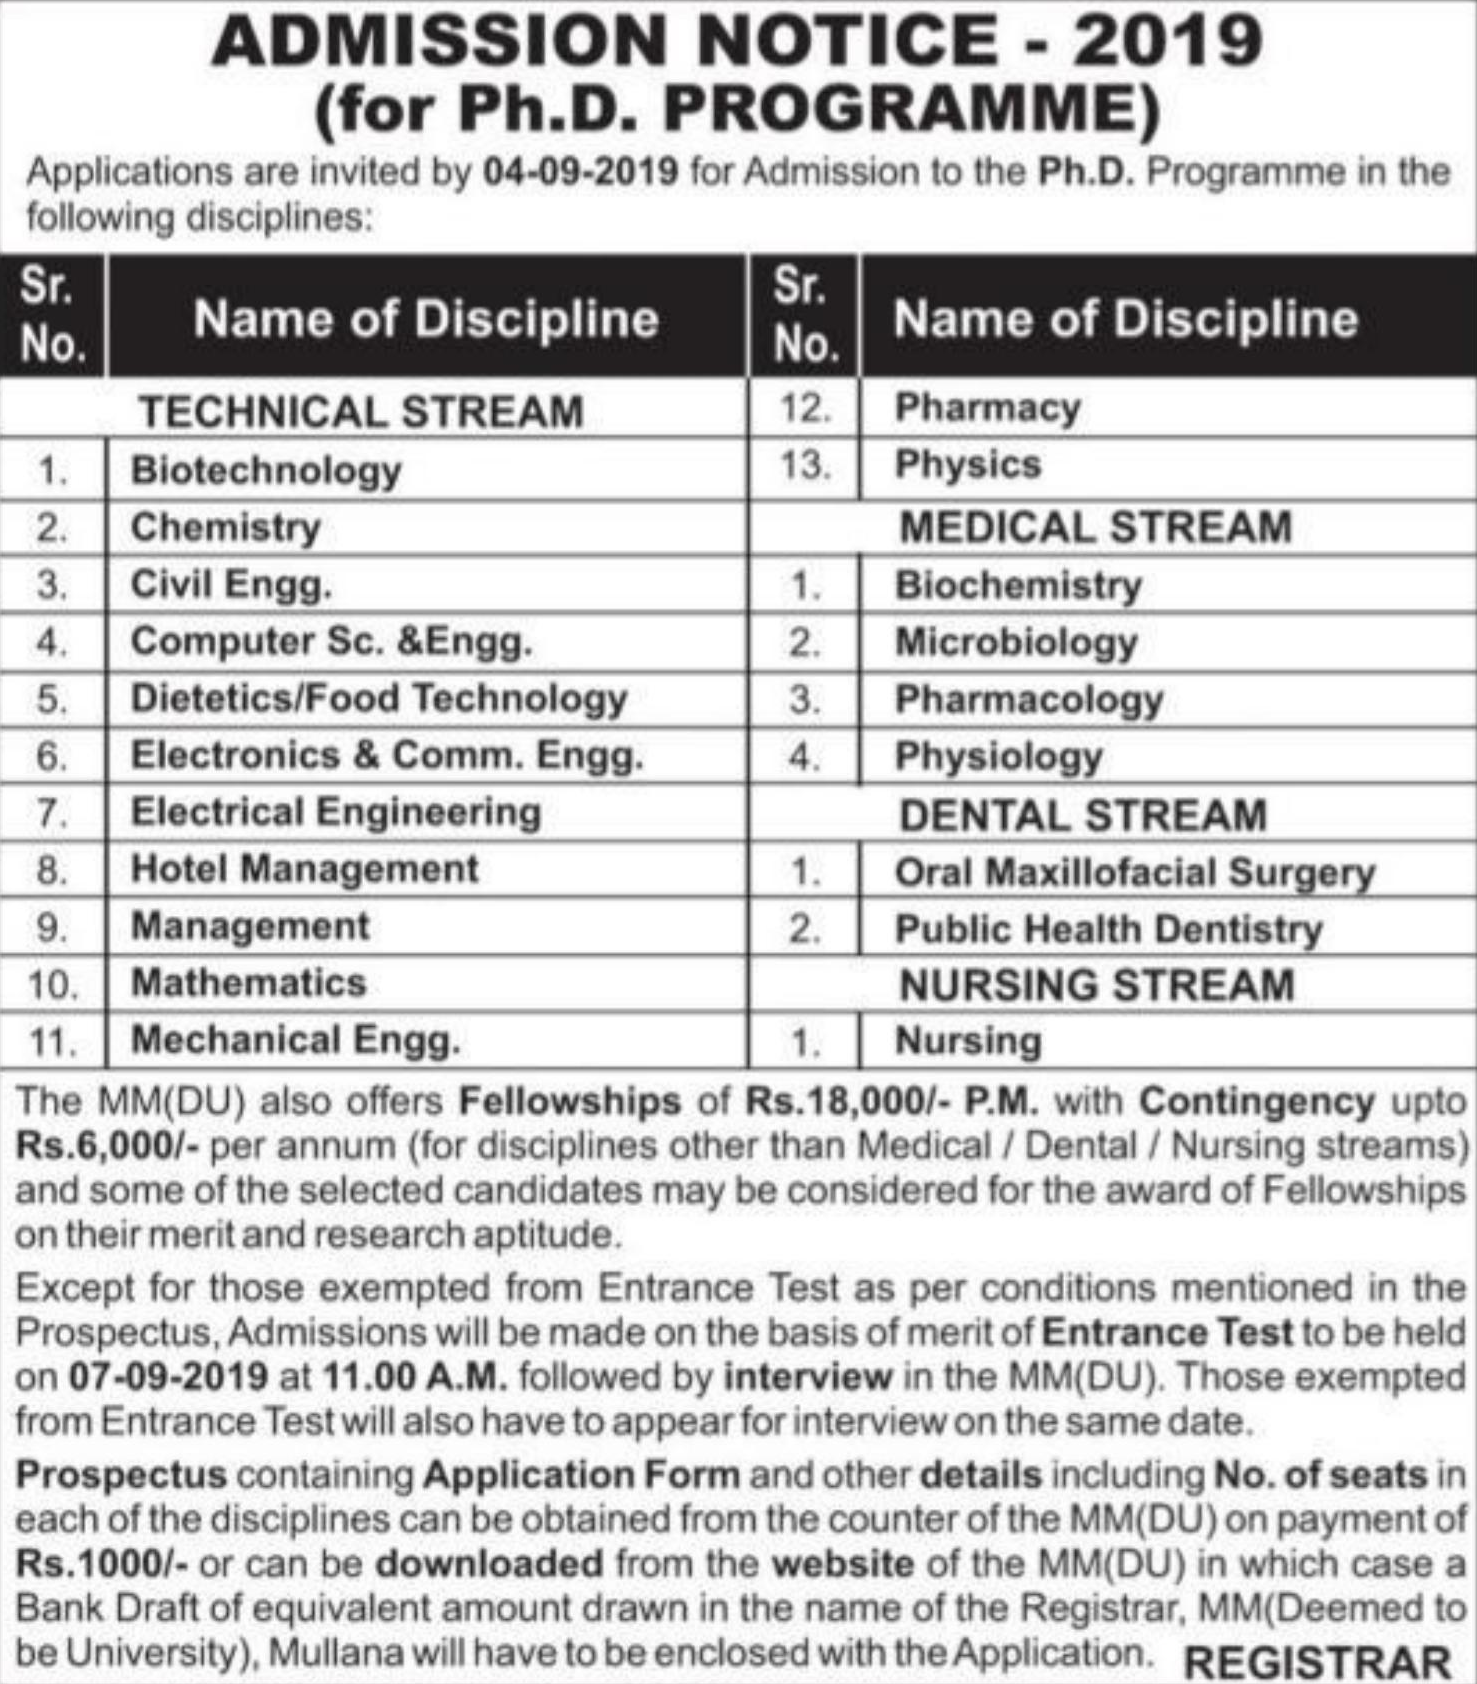 ADMISSION NOTICE - 2019
(for Ph.D. PROGRAMME)
Applications are invited by 04-09-2019 for Admission to the Ph.D. Programme in the
following disciplines:
Sr. No. Name of Discipline
TECHNICAL STREAM
1. Biotechnology
2. Chemistry
3. Civil Engg.
4. Computer Sc. &Engg.
5. Dietetics/Food Technology
6. Electronics & Comm. Engg.
7. Electrical Engineering
8. Hotel Management
9. Management
10. Mathematics
11. Mechanical Engg.
Sr. No. Name of Discipline
12. Pharmacy
13. Physics
MEDICAL STREAM
1. Biochemistry
2. Microbiology
3. Pharmacology
4. Physiology
DENTAL STREAM
1. Oral Maxillofacial Surgery
2. Public Health Dentistry
NURSING STREAM
1. Nursing
The MM(DU) also offers Fellowships of Rs.18,000/- P.M. with Contingency upto
Rs.6,000/- per annum (for disciplines other than Medical / Dental / Nursing streams)
and some of the selected candidates may be considered for the award of Fellowships
on their merit and research aptitude.
Except for those exempted from Entrance Test as per conditions mentioned in the
Prospectus, Admissions will be made on the basis of merit of Entrance Test to be held
on 07-09-2019 at 11.00 A.M. followed by interview in the MM(DU). Those exempted
from Entrance Test will also have to appear for interview on the same date.
Prospectus containing Application Form and other details including No. of seats in
each of the disciplines can be obtained from the counter of the MM(DU) on payment of
Rs.1000/- or can be downloaded from the website of the MM(DU) in which case a
Bank Draft of equivalent amount drawn in the name of the Registrar, MM(Deemed to
be University), Mullana will have to be enclosed with the Application. REGISTRAR